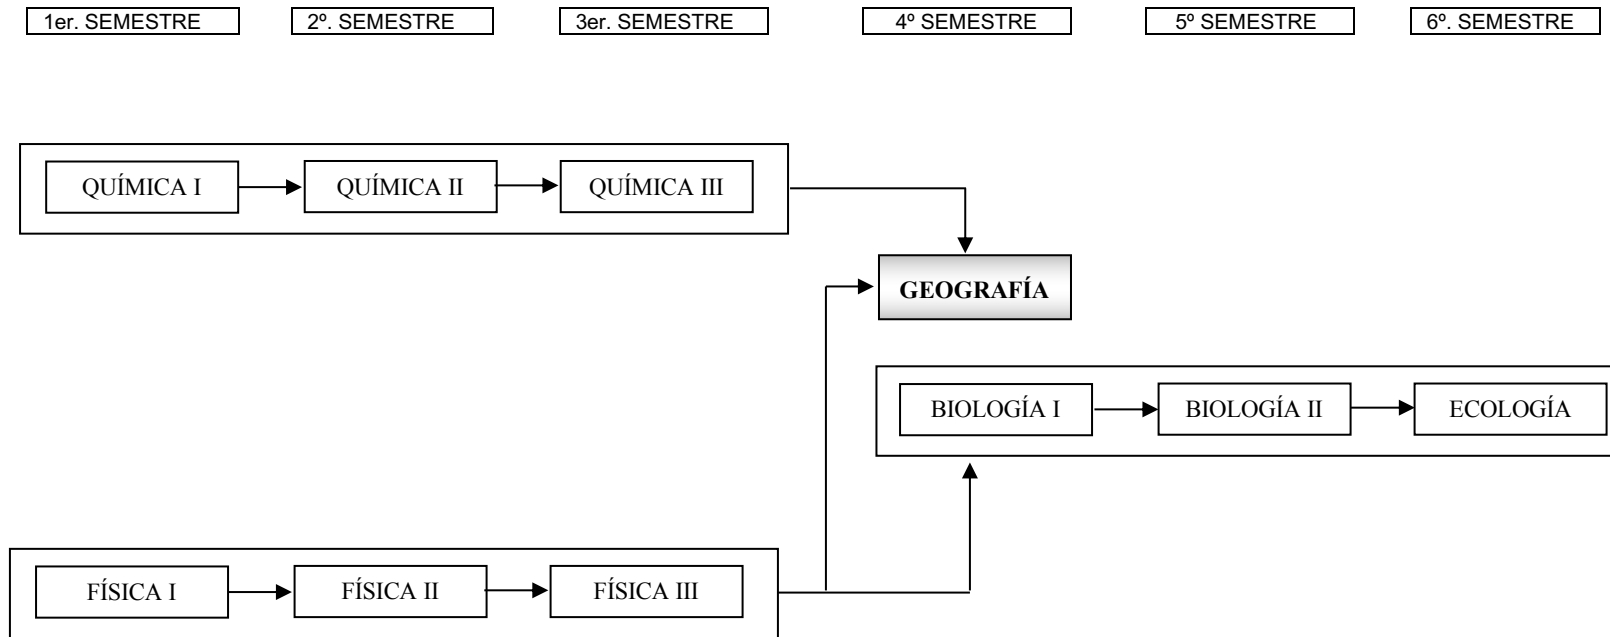 1er. SEMESTRE
2º. SEMESTRE
3er. SEMESTRE
4º SEMESTRE
5º SEMESTRE
6º. SEMESTRE
QUÍMICA I
QUÍMICA II
QUÍMICA III
GEOGRAFÍA
BIOLOGÍA I
BIOLOGÍA II
ECOLOGÍA
FÍSICA I
FÍSICA II
FÍSICA III